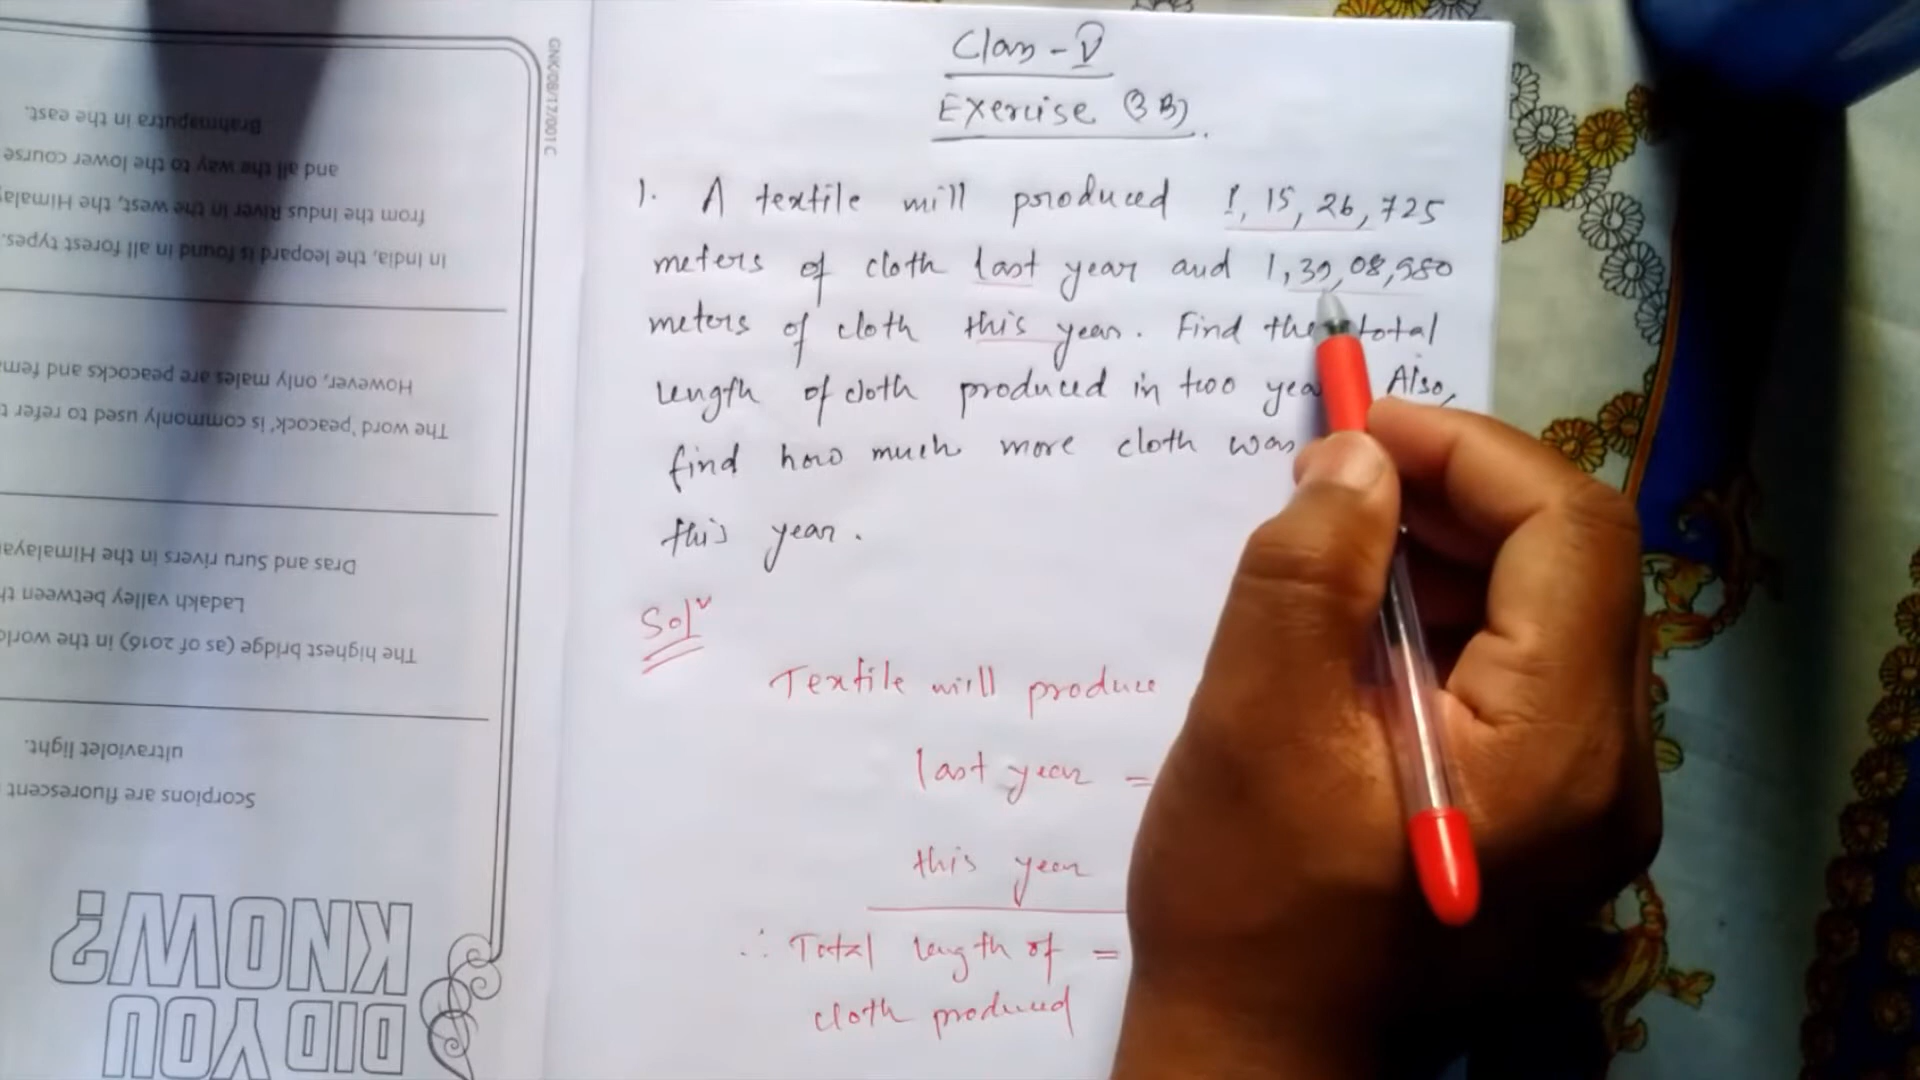 Class - V
Exercise (3B)
1. A textile mill produced 1, 15, 26, 725
meters of cloth last year and 1,39,08,980
meters of cloth this year. Find the total
length of cloth produced in two yea Also,
find how much more cloth was
this year.
Solⁿ
Textile mill produce
last year =
this year
∴ Total length of =
cloth produced
GNK/08/17/001C
DID YOU
KNOW?
Scorpions are fluorescent
ultraviolet light.
The highest bridge (as of 2016) in the world
Ladakh valley between th
Dras and Suru rivers in the Himalaya
The word 'peacock' is commonly used to refer t
However, only males are peacocks and fema
In India, the leopard is found in all forest types,
from the Indus River in the west, the Himala
and all the way to the lower course
Brahmaputra in the east.